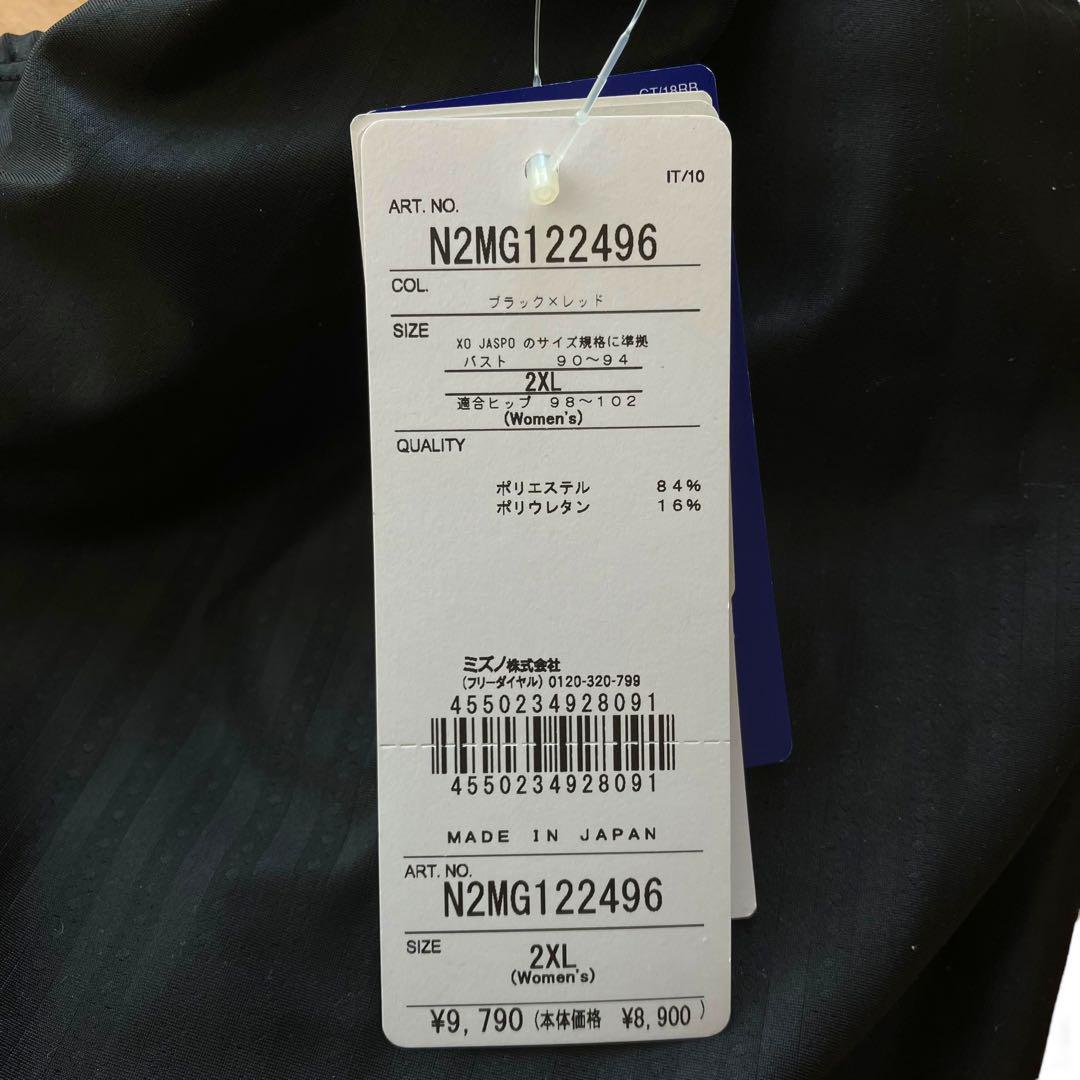 CT/18BB
IT/10
ART. NO.
N2MG122496
COL.
ブラック×レッド
SIZE
XO JASPO のサイズ規格に準拠
バスト 90～94
2XL
適合ヒップ 98～102
(Women's)
QUALITY
ポリエステル 84%
ポリウレタン 16%
ミズノ株式会社
(フリーダイヤル) 0120-320-799
4550234928091
4550234928091
MADE IN JAPAN
ART. NO.
N2MG122496
SIZE
2XL
(Women's)
¥9,790 (本体価格 ¥8,900 )